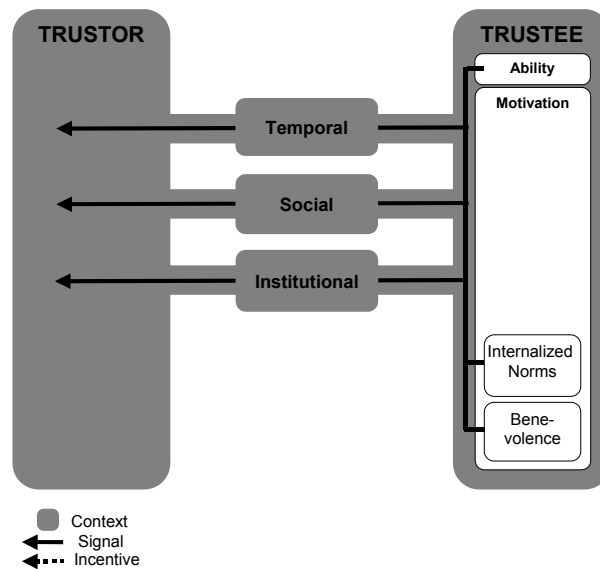 TRUSTOR
TRUSTEE
Ability
Motivation
Temporal
Social
Institutional
Internalized
Norms
Bene-
volence
Context
Signal
Incentive